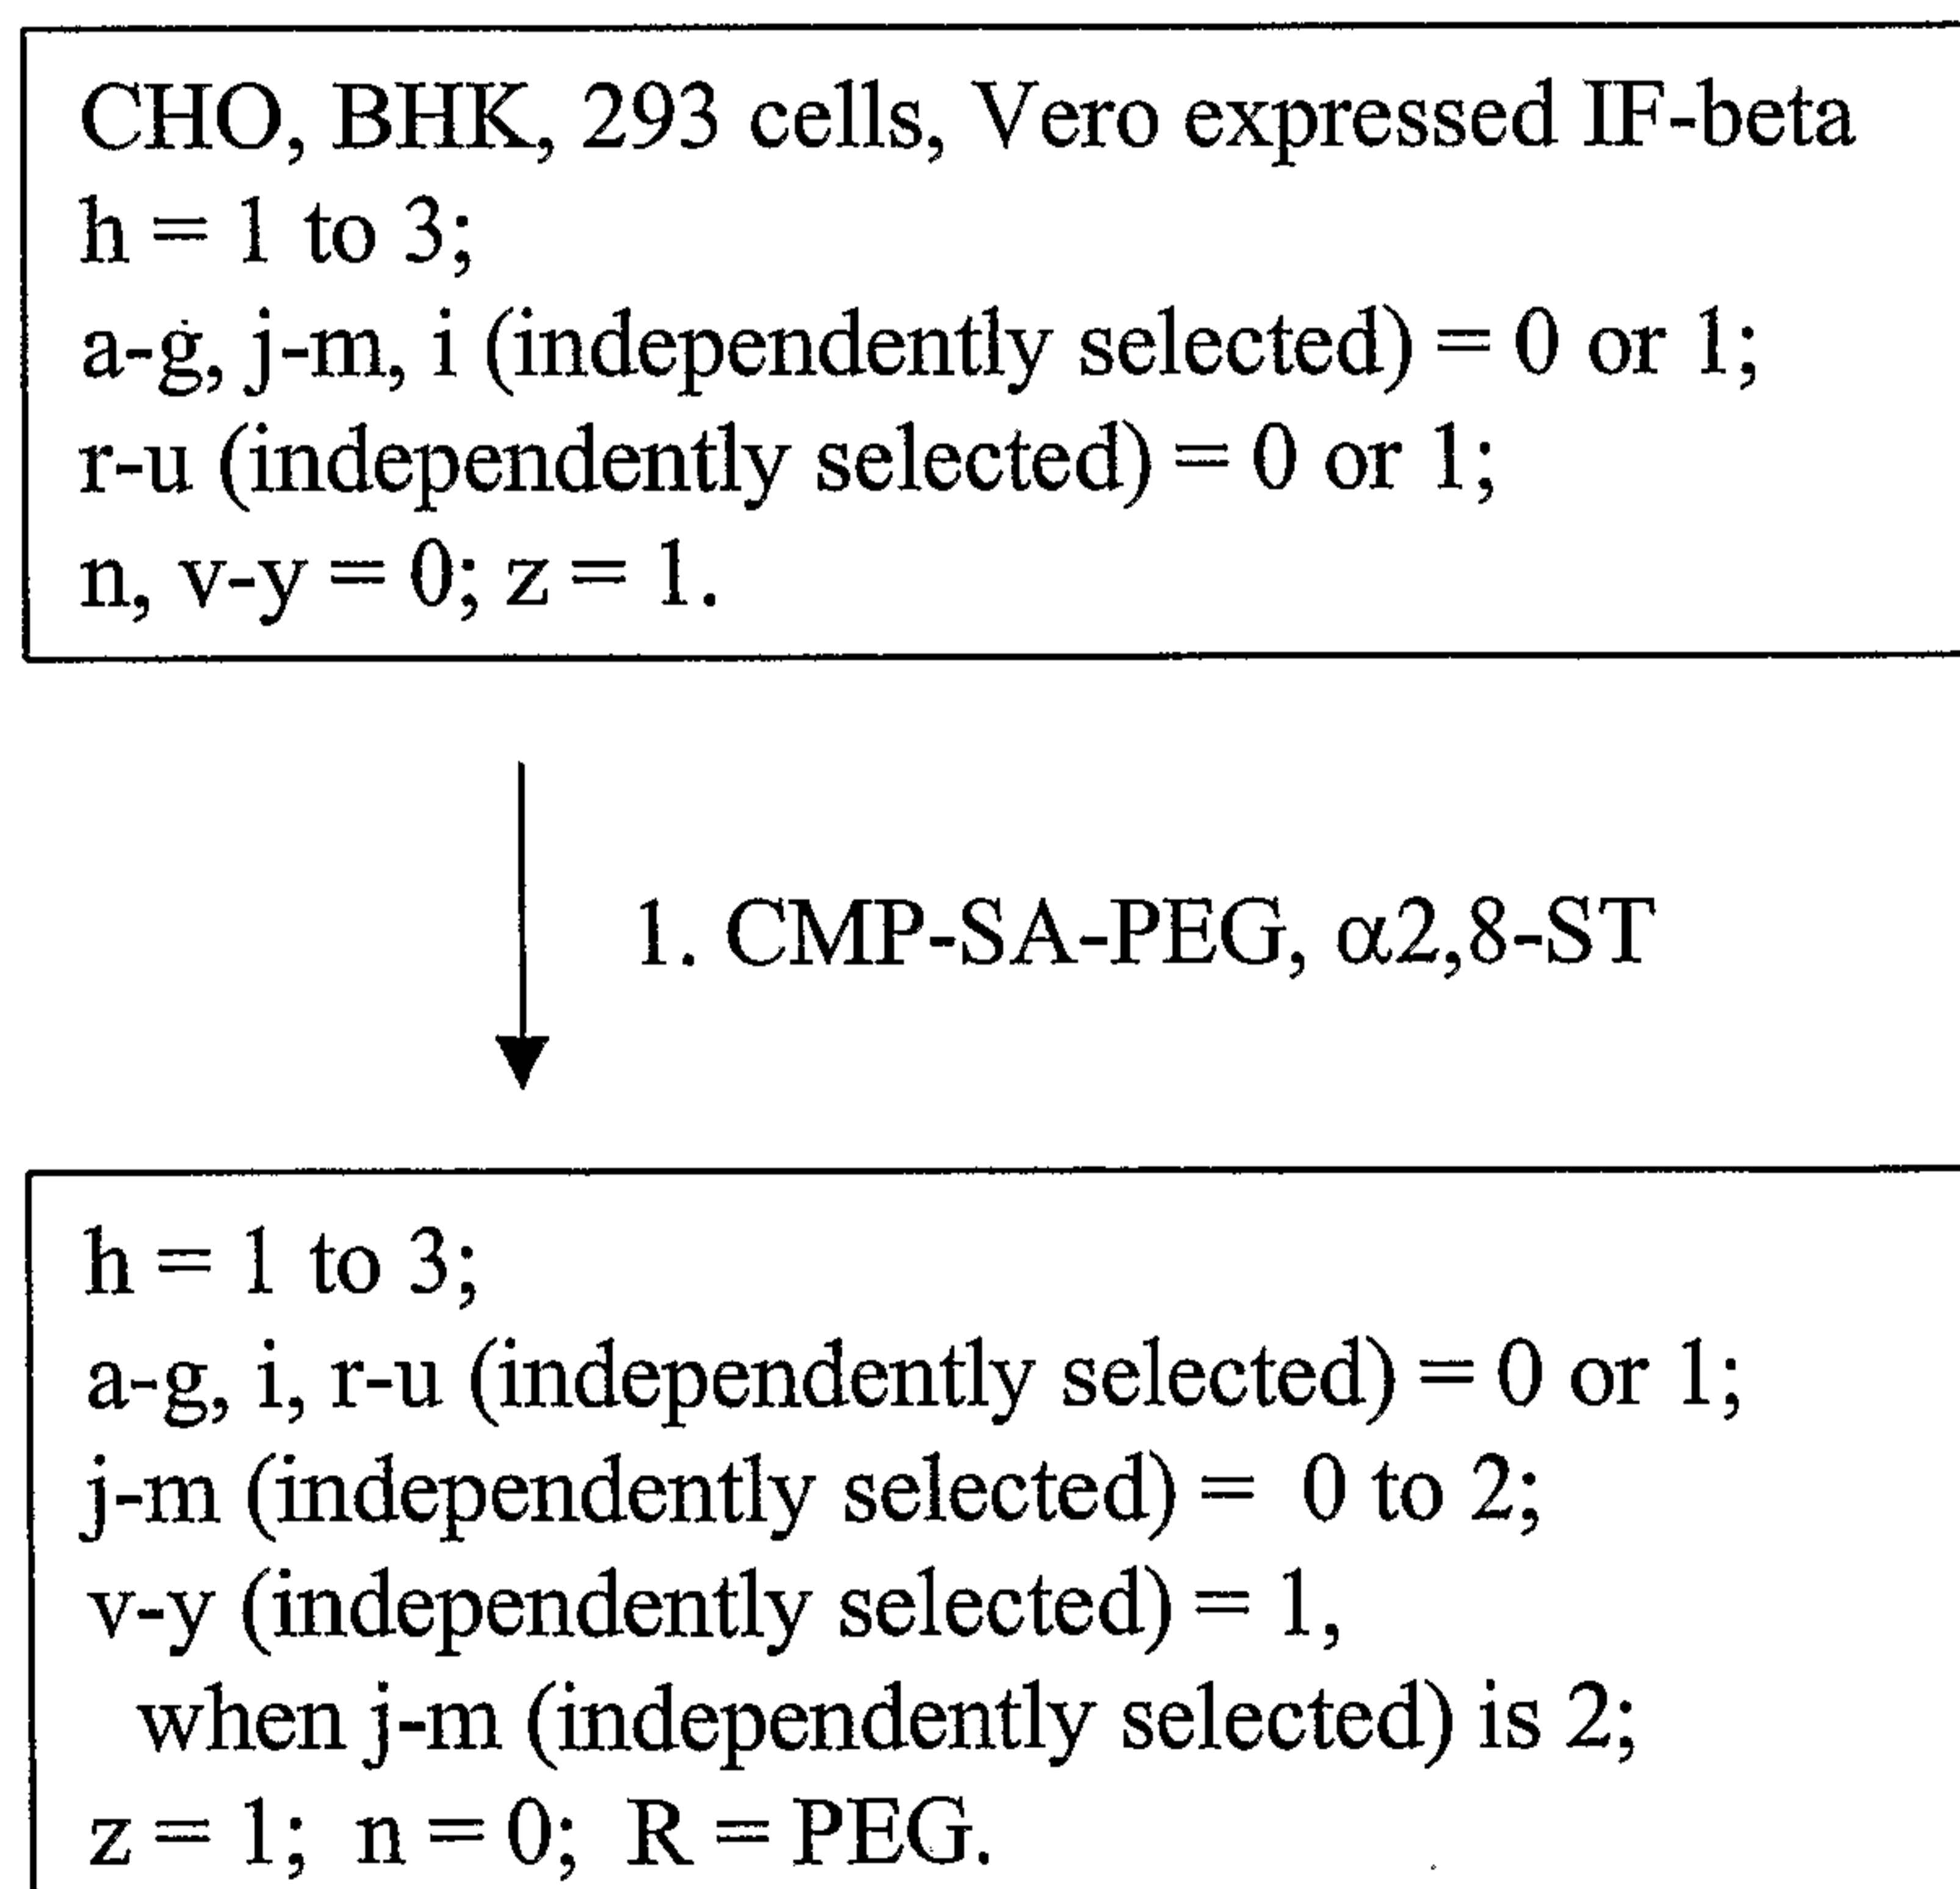 CHO, BHK, 293 cells, Vero expressed IF-beta
h = 1 to 3;
a-g, j-m, i (independently selected) = 0 or 1;
r-u (independently selected) = 0 or 1;
n, v-y = 0; z = 1.
1. CMP-SA-PEG, α2,8-ST
h = 1 to 3;
a-g, i, r-u (independently selected) = 0 or 1;
j-m (independently selected) = 0 to 2;
v-y (independently selected) = 1,
when j-m (independently selected) is 2;
z = 1; n = 0; R = PEG.